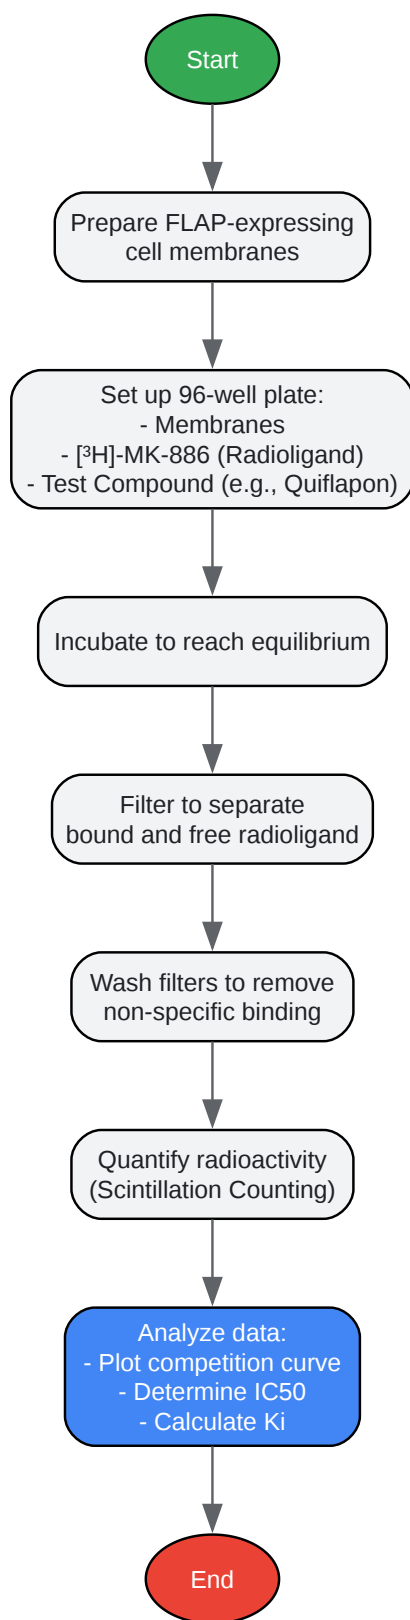 Start
Prepare FLAP-expressing
cell membranes
Set up 96-well plate:
- Membranes
- [³H]-MK-886 (Radioligand)
- Test Compound (e.g., Quiflapon)
Incubate to reach equilibrium
Filter to separate
bound and free radioligand
Wash filters to remove
non-specific binding
Quantify radioactivity
(Scintillation Counting)
Analyze data:
- Plot competition curve
- Determine IC50
- Calculate Ki
End